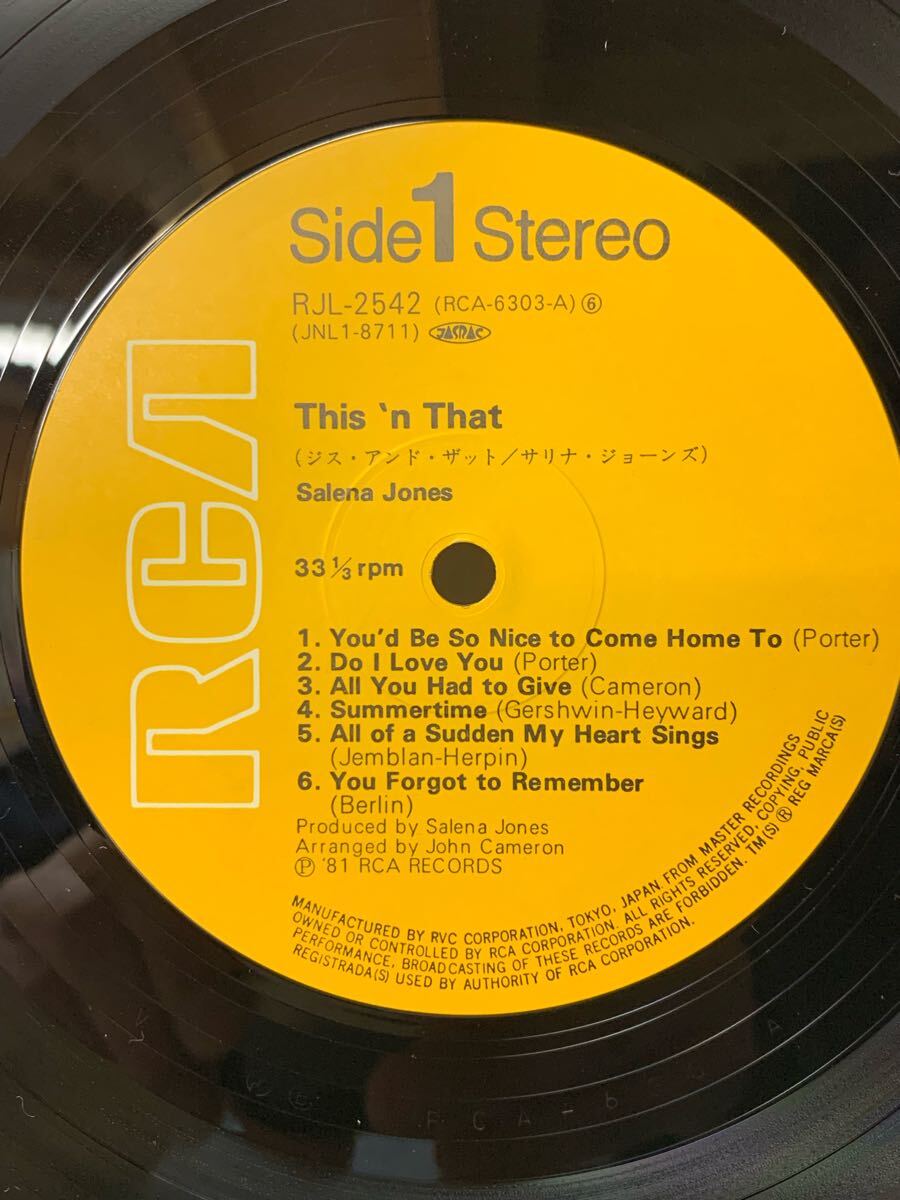 Side 1 Stereo
RJL-2542 (RCA-6303-A) ⑥
(JNL1-8711) JASRAC
RCA
This 'n That
(ジス・アンド・ザット/サリナ・ジョーンズ)
Salena Jones
33 1/3 rpm
1. You'd Be So Nice to Come Home To (Porter)
2. Do I Love You (Porter)
3. All You Had to Give (Cameron)
4. Summertime (Gershwin-Heyward)
5. All of a Sudden My Heart Sings
(Jemblan-Herpin)
6. You Forgot to Remember
(Berlin)
Produced by Salena Jones
Arranged by John Cameron
Ⓟ '81 RCA RECORDS
MANUFACTURED BY RVC CORPORATION, TOKYO, JAPAN, FROM MASTER RECORDINGS
OWNED OR CONTROLLED BY RCA CORPORATION. ALL RIGHTS RESERVED, COPYING, PUBLIC
PERFORMANCE, BROADCASTING OF THESE RECORDS ARE FORBIDDEN. TM(S) ® REG MARCA(S)
REGISTRADA(S) USED BY AUTHORITY OF RCA CORPORATION.